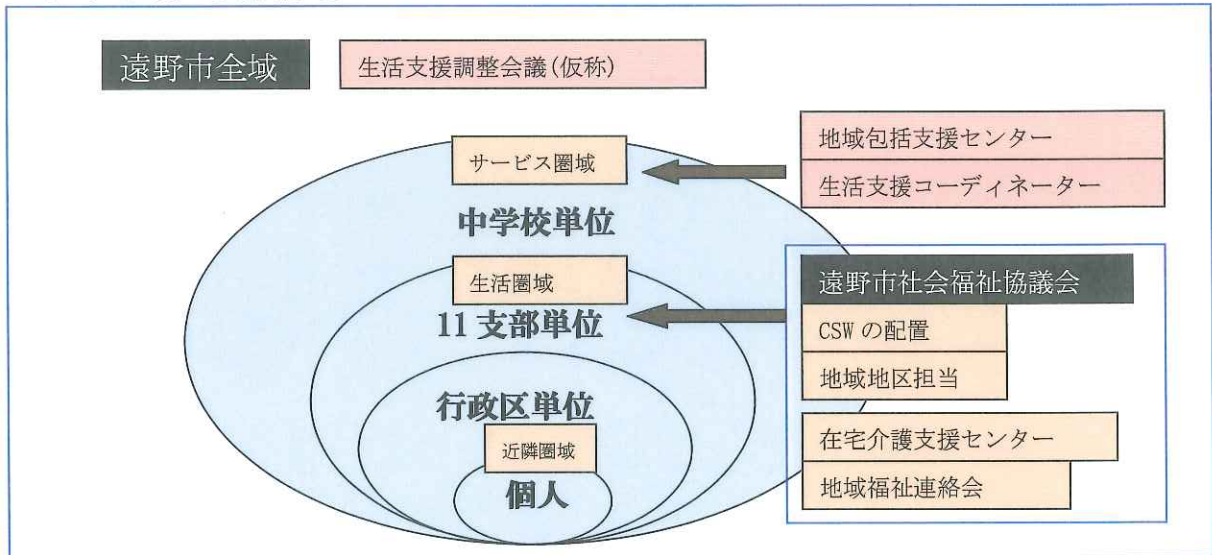 遠野市全域
生活支援調整会議(仮称)
サービス圏域
中学校単位
生活圏域
11支部単位
行政区単位
近隣圏域
個人
地域包括支援センター
生活支援コーディネーター
遠野市社会福祉協議会
CSWの配置
地域地区担当
在宅介護支援センター
地域福祉連絡会